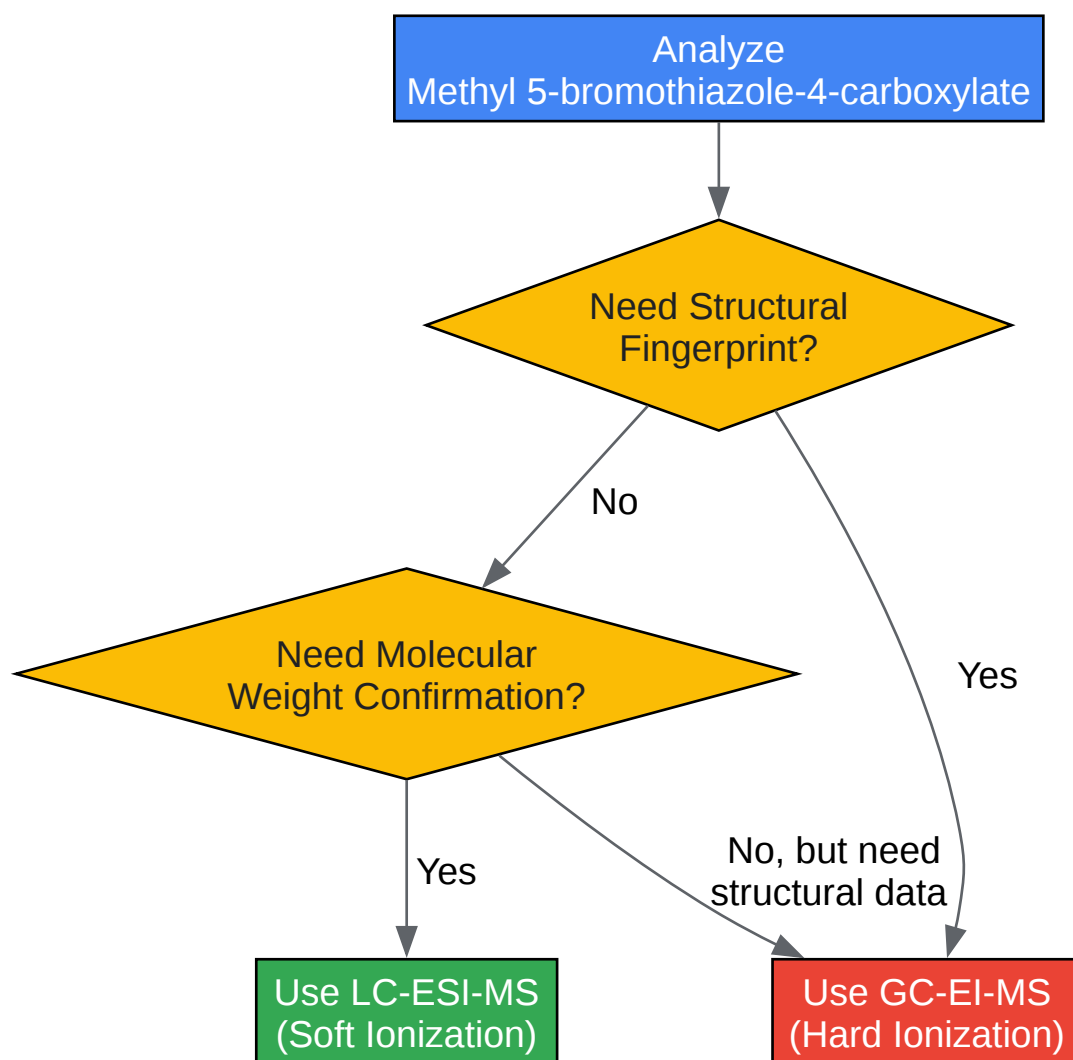 Analyze
Methyl 5-bromothiazole-4-carboxylate
Need Structural
Fingerprint?
No
Need Molecular
Weight Confirmation?
Yes
No, but need
structural data
Yes
Use LC-ESI-MS
(Soft Ionization)
Use GC-EI-MS
(Hard Ionization)